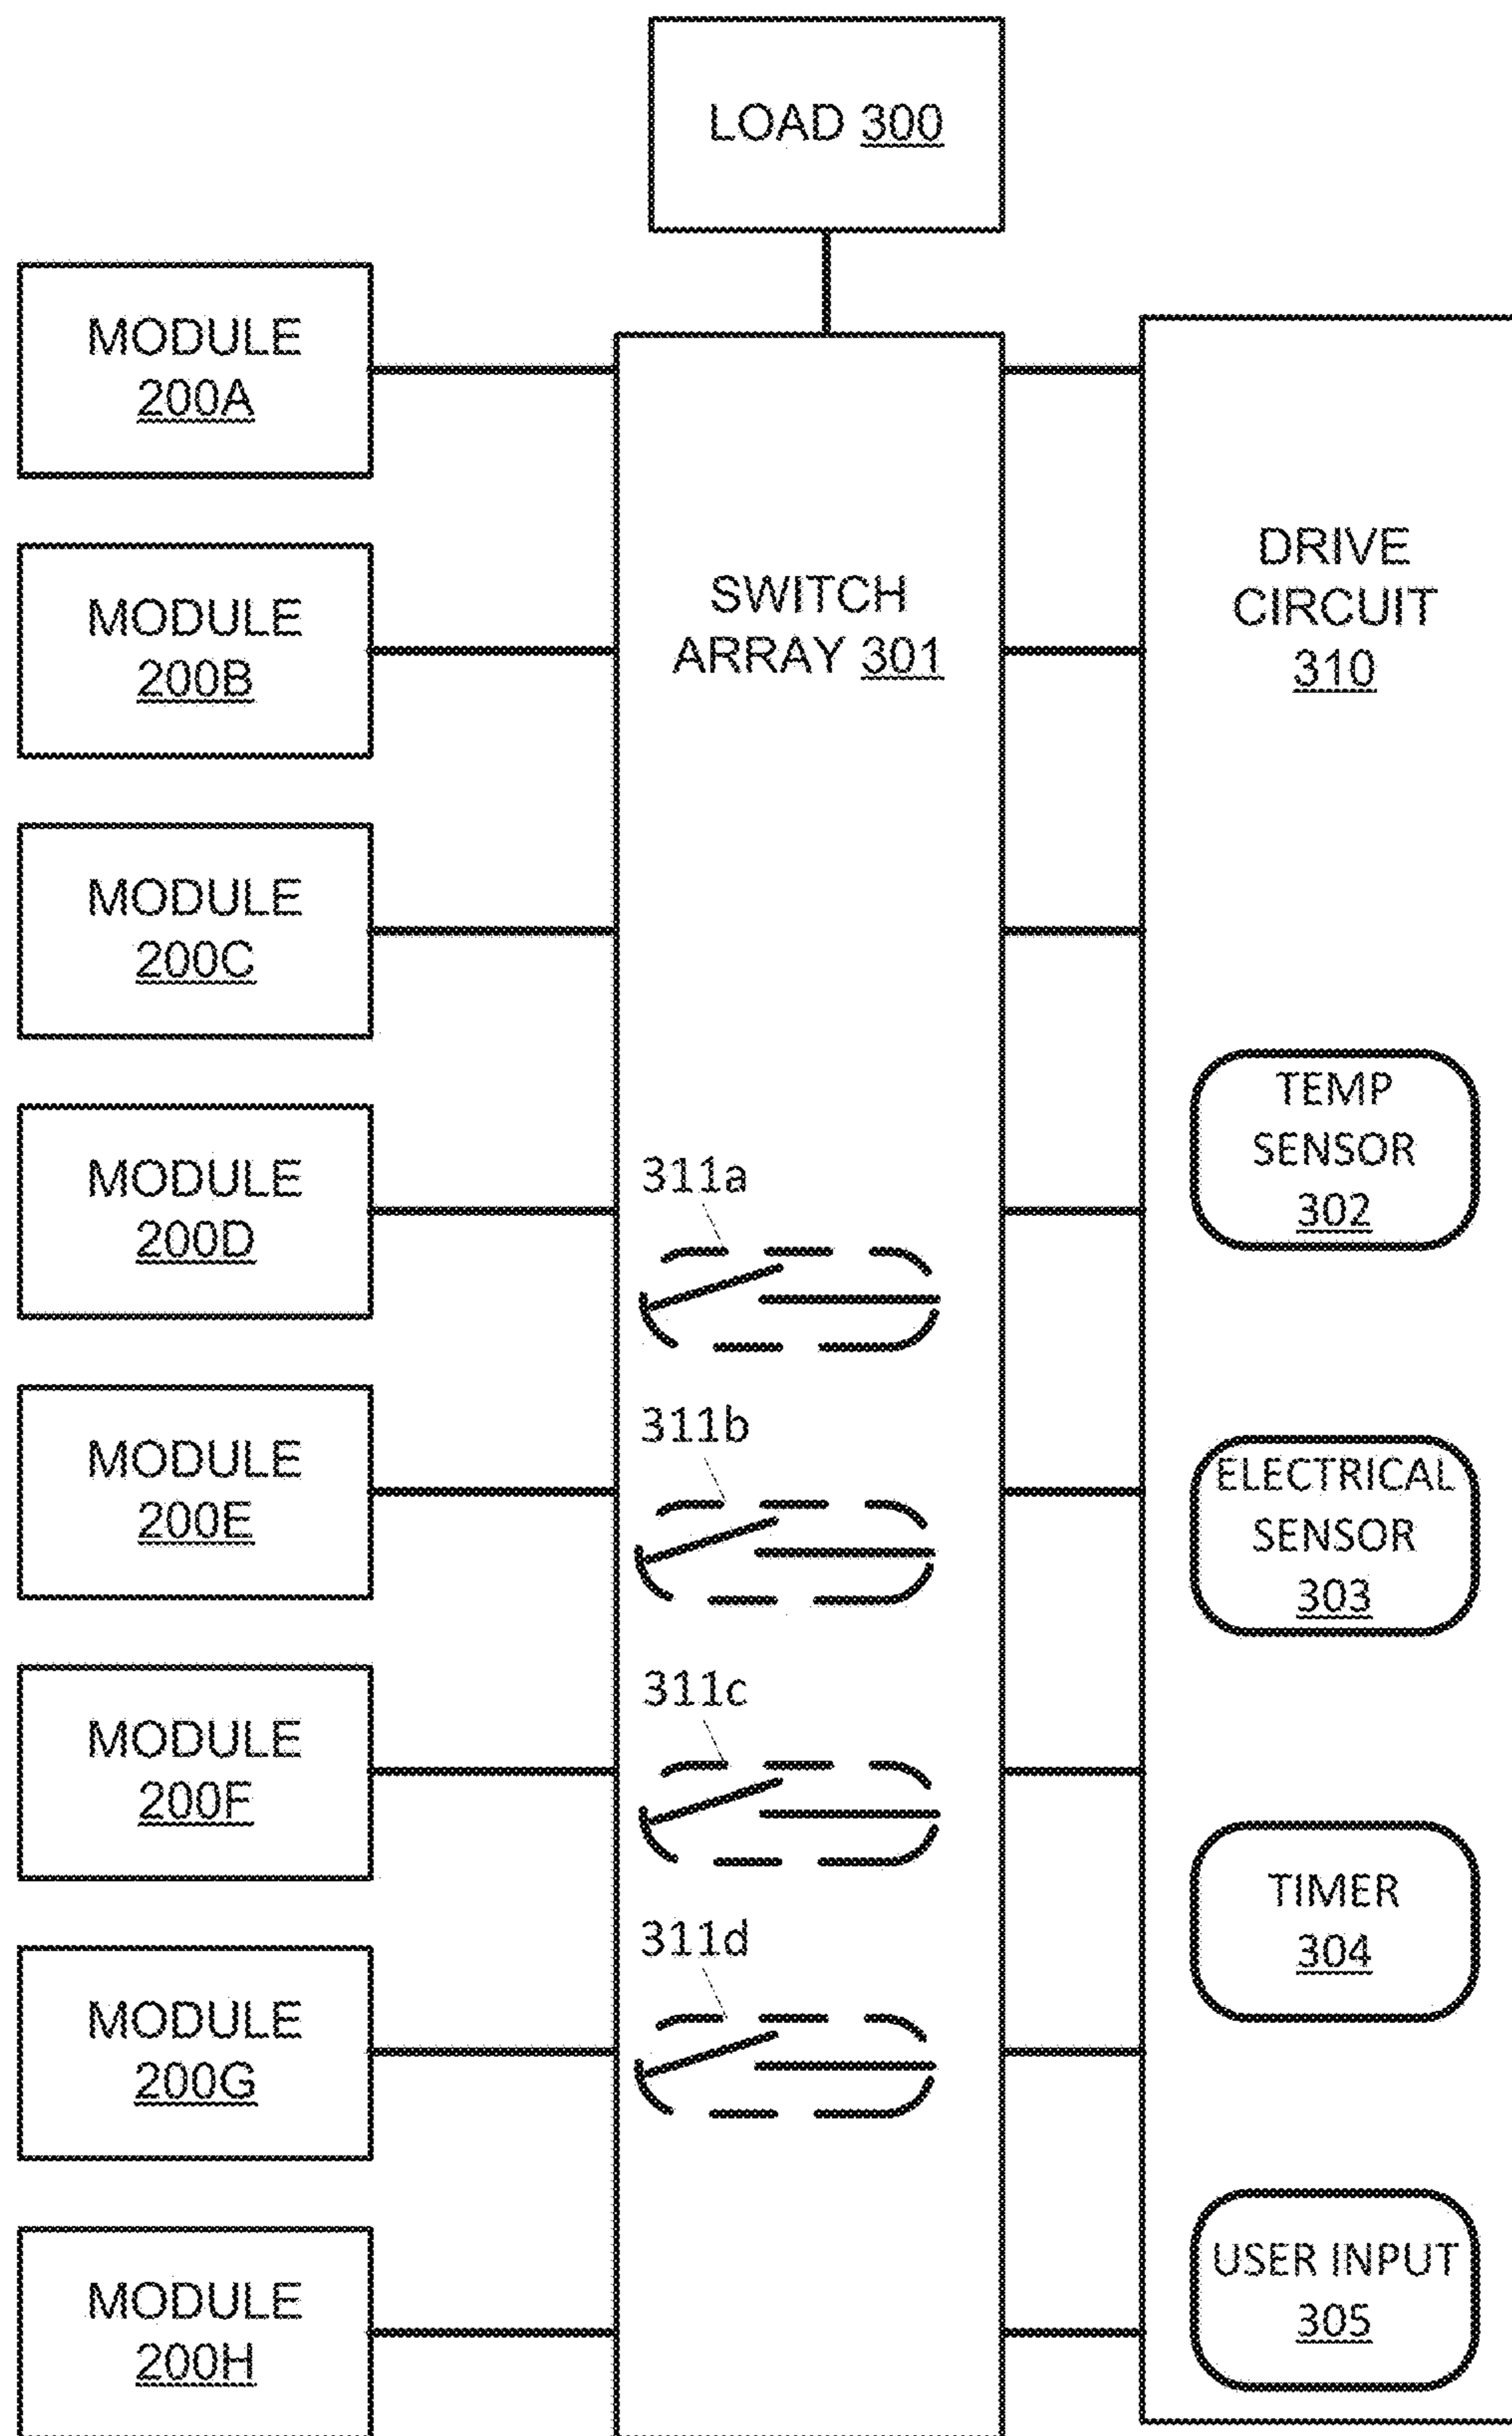 LOAD 300
MODULE
200A
MODULE
200B
MODULE
200C
MODULE
200D
MODULE
200E
MODULE
200F
MODULE
200G
MODULE
200H
SWITCH
ARRAY 301
311a
311b
311c
311d
DRIVE
CIRCUIT
310
TEMP
SENSOR
302
ELECTRICAL
SENSOR
303
TIMER
304
USER INPUT
305